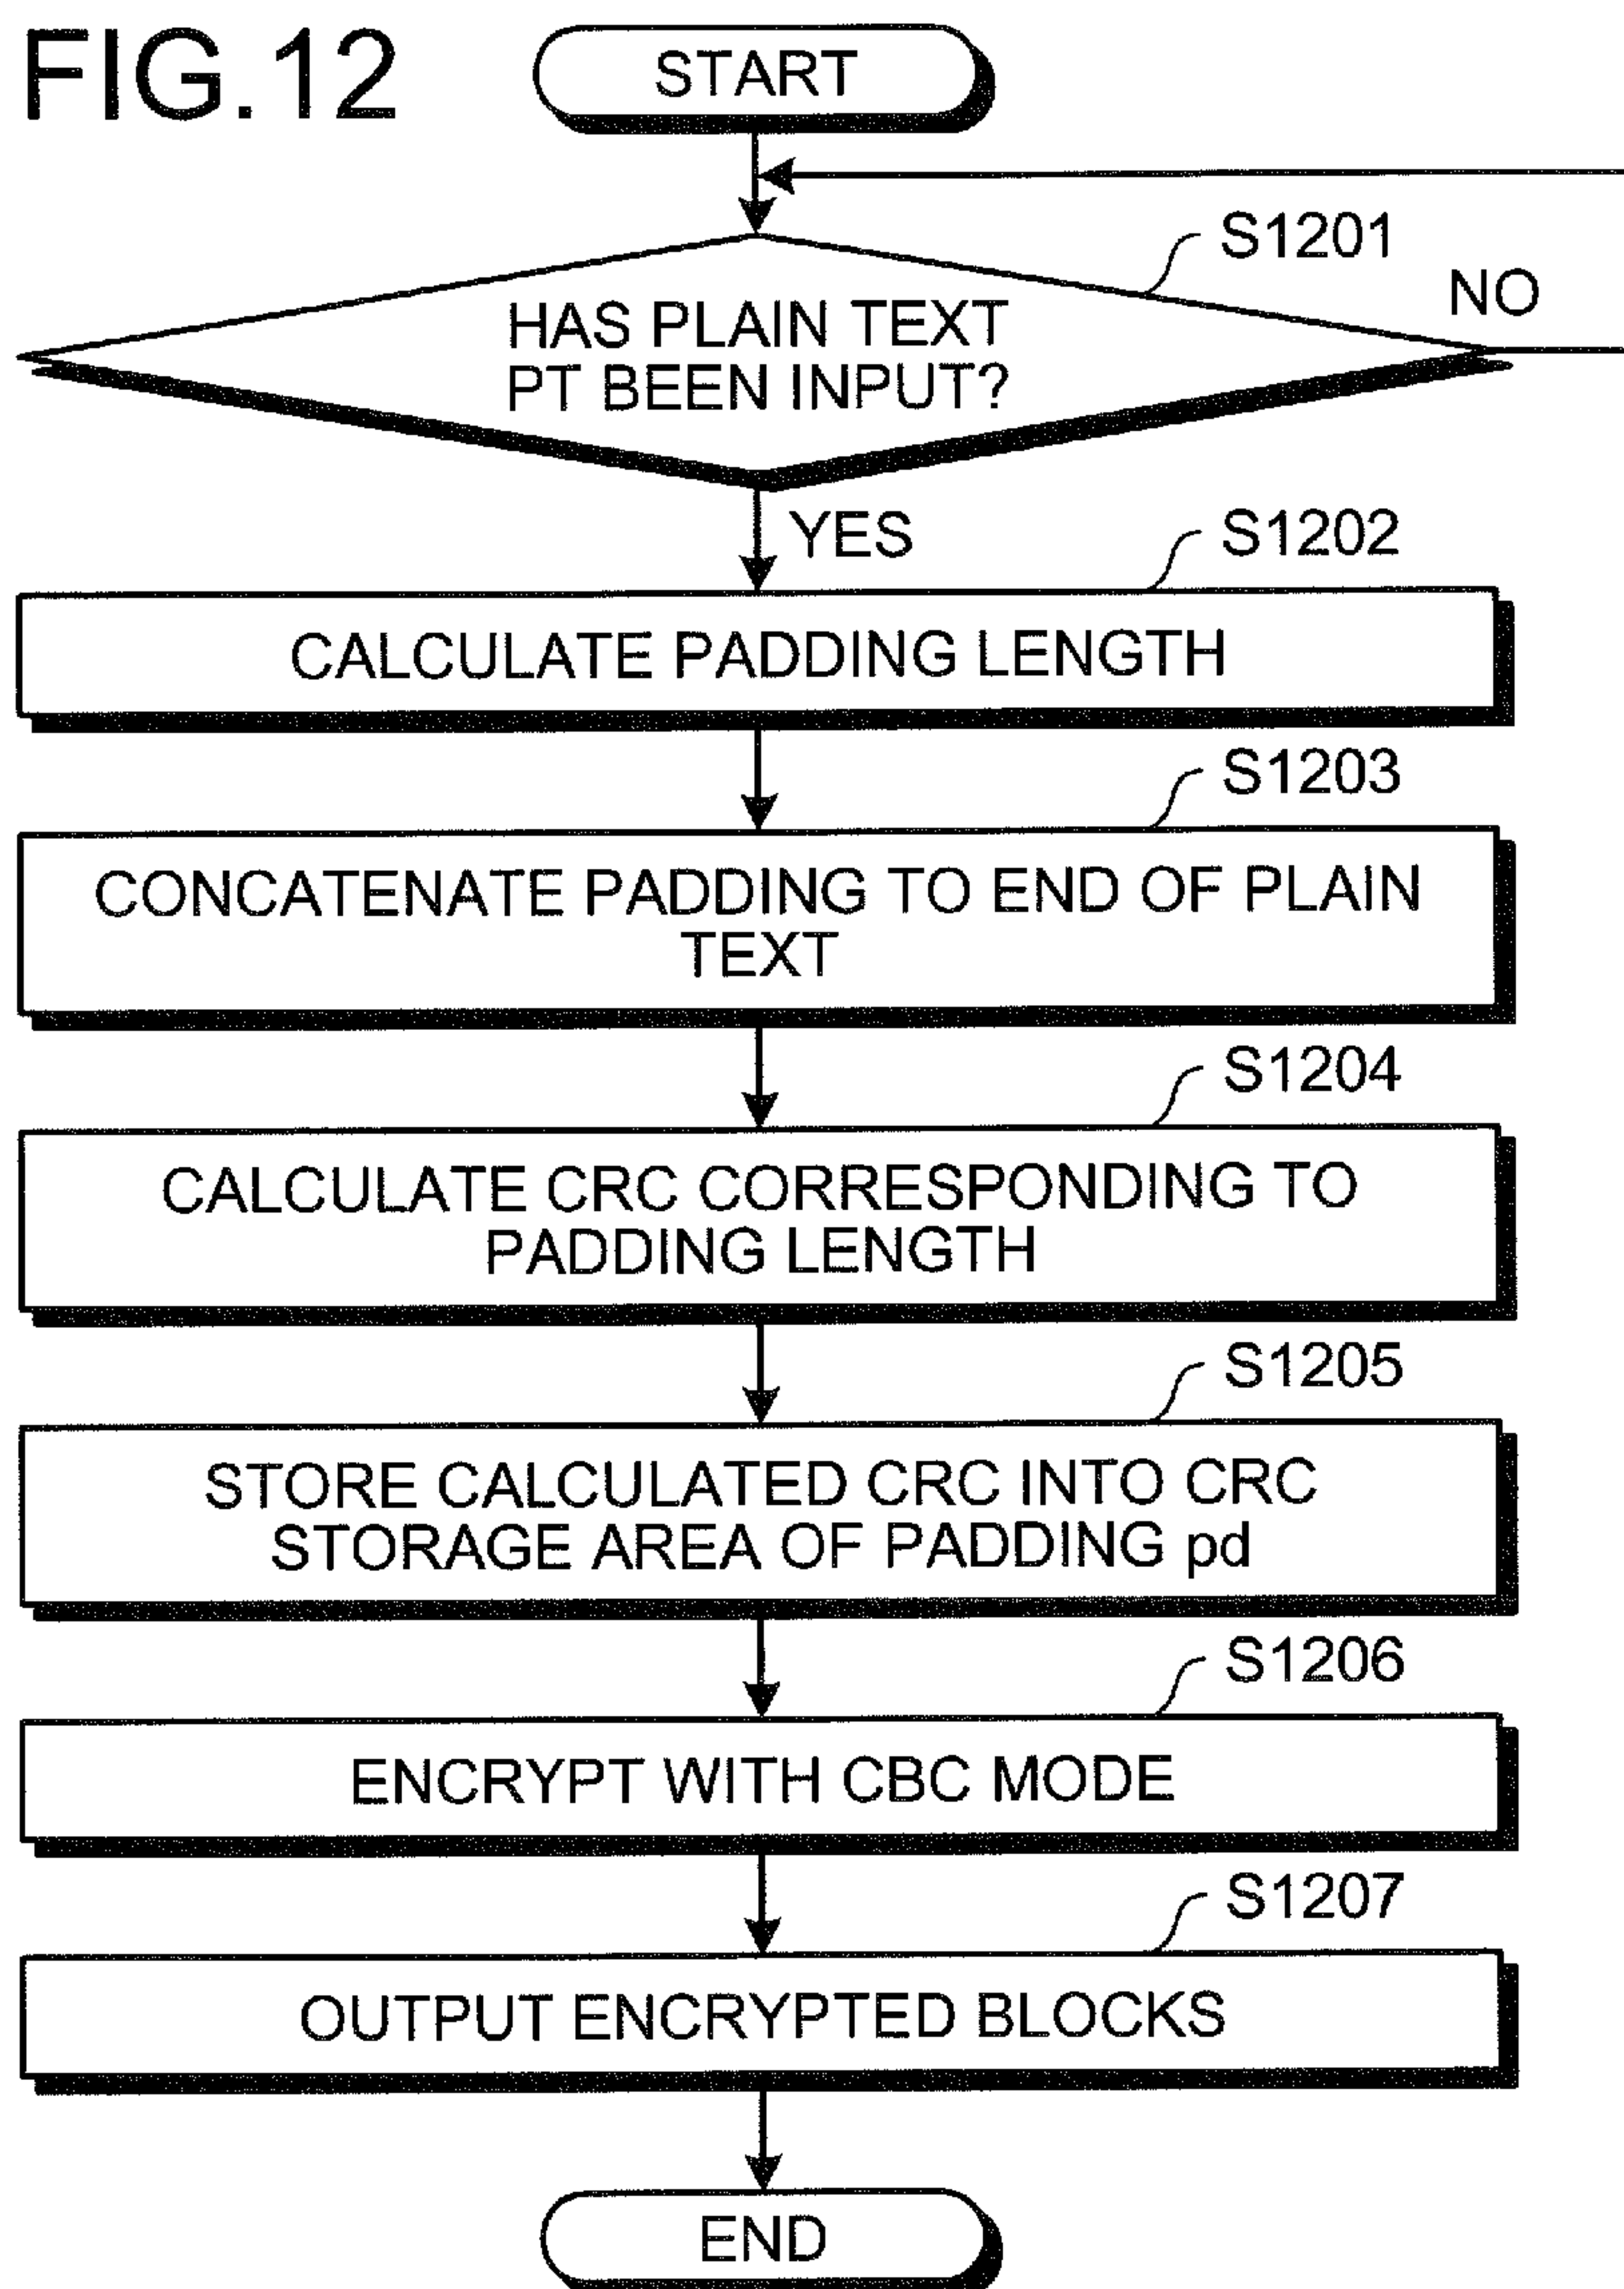 FIG.12
START
S1201
HAS PLAIN TEXT
PT BEEN INPUT?
NO
YES
S1202
CALCULATE PADDING LENGTH
S1203
CONCATENATE PADDING TO END OF PLAIN
TEXT
S1204
CALCULATE CRC CORRESPONDING TO
PADDING LENGTH
S1205
STORE CALCULATED CRC INTO CRC
STORAGE AREA OF PADDING pd
S1206
ENCRYPT WITH CBC MODE
S1207
OUTPUT ENCRYPTED BLOCKS
END